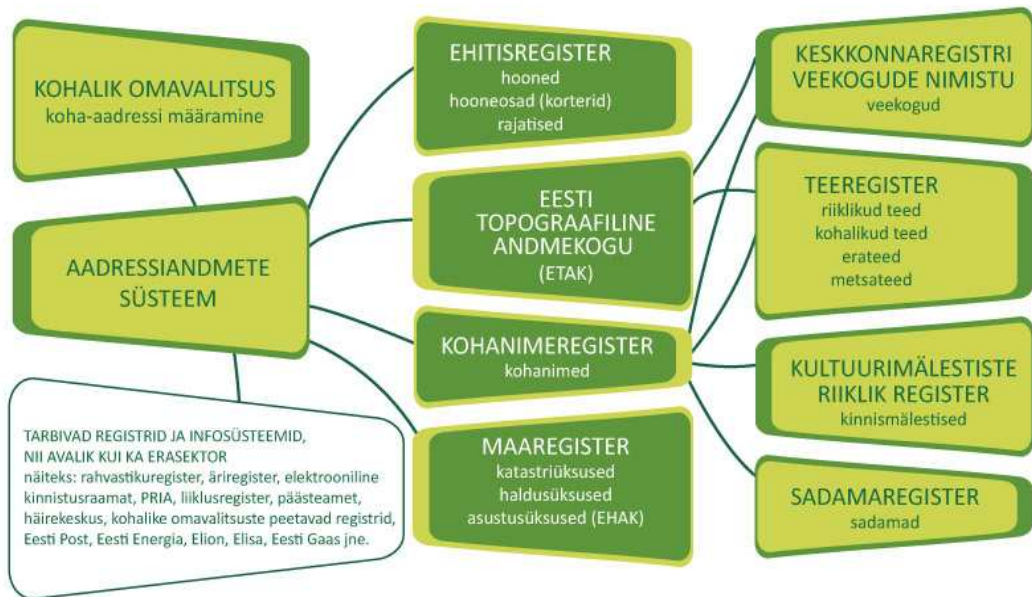 KOHALIK OMAVALITSUS
koha-aadressi määramine
AADRESSIANDMETE
SÜSTEEM
TARBIVAD REGISTRID JA INFOSÜSTEEMID,
NII AVALIK KUI KA ERASEKTOR
näiteks: rahvastikuregister, äriregister, elektrooniline
kinnistusraamat, PRIA, liiklusregister, päästeamet,
häirekeskus, kohalike omavalitsuste peetavad registrid,
Eesti Post, Eesti Energia, Elion, Elisa, Eesti Gaas jne.
EHITISREGISTER
hooned
hooneosad (korterid)
rajatised
EESTI
TOPOGRAAFILINE
ANDMEKOGU
(ETAK)
KOHANIMEREGISTER
kohanimed
MAAREGISTER
katastriüksused
haldusüksused
asustusüksused (EHAK)
KESKKONNAREGISTRI
VEEKOGUDE NIMISTU
veekogud
TEEREGISTER
riiklikud teed
kohalikud teed
erateed
metsateed
KULTUURIMÄLESTISTE
RIIKLIK REGISTER
kinnismälestised
SADAMAREGISTER
sadamad